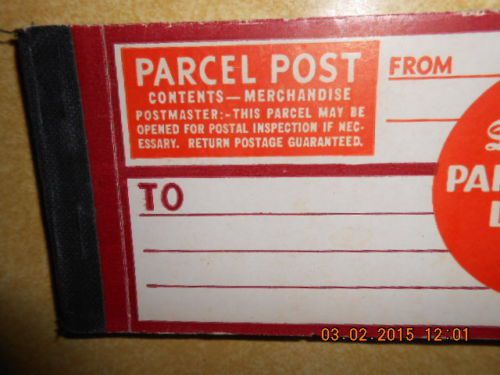 PARCEL POST
CONTENTS—MERCHANDISE
POSTMASTER:-THIS PARCEL MAY BE
OPENED FOR POSTAL INSPECTION IF NEC-
ESSARY. RETURN POSTAGE GUARANTEED.
FROM
TO
03-02-2015 12:01